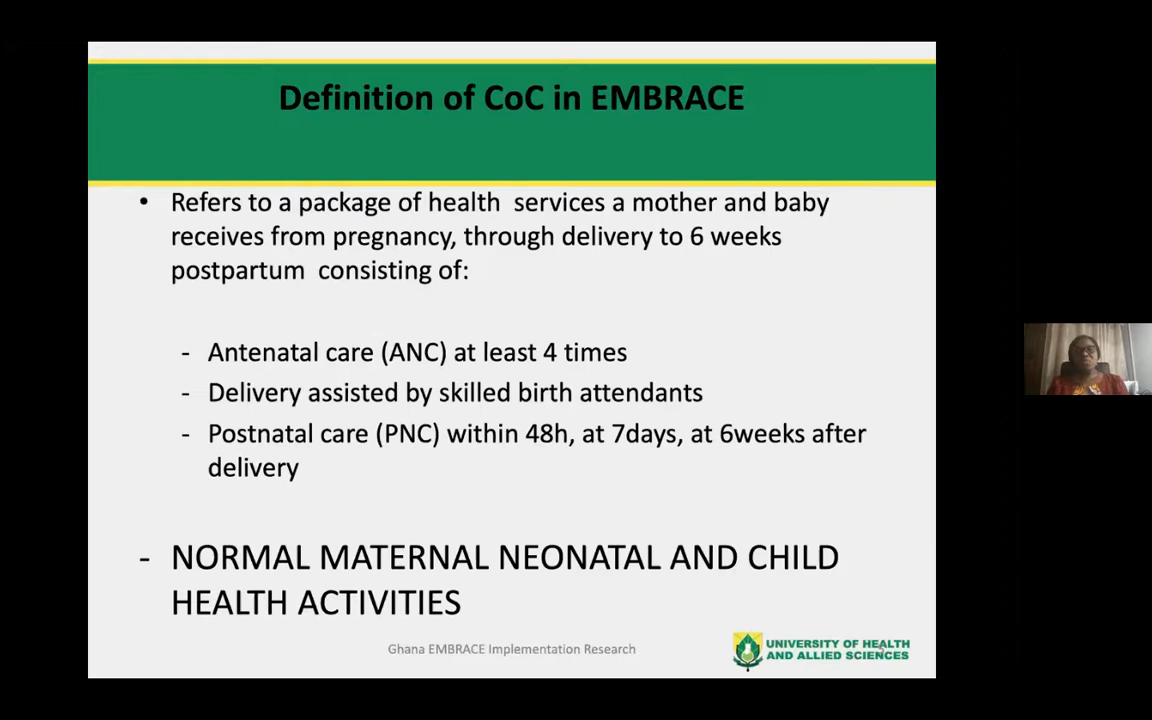 Definition of CoC in EMBRACE
• Refers to a package of health services a mother and baby
receives from pregnancy, through delivery to 6 weeks
postpartum consisting of:
- Antenatal care (ANC) at least 4 times
- Delivery assisted by skilled birth attendants
- Postnatal care (PNC) within 48h, at 7days, at 6weeks after
delivery
- NORMAL MATERNAL NEONATAL AND CHILD
HEALTH ACTIVITIES
Ghana EMBRACE Implementation Research
UNIVERSITY OF HEALTH
AND ALLIED SCIENCES